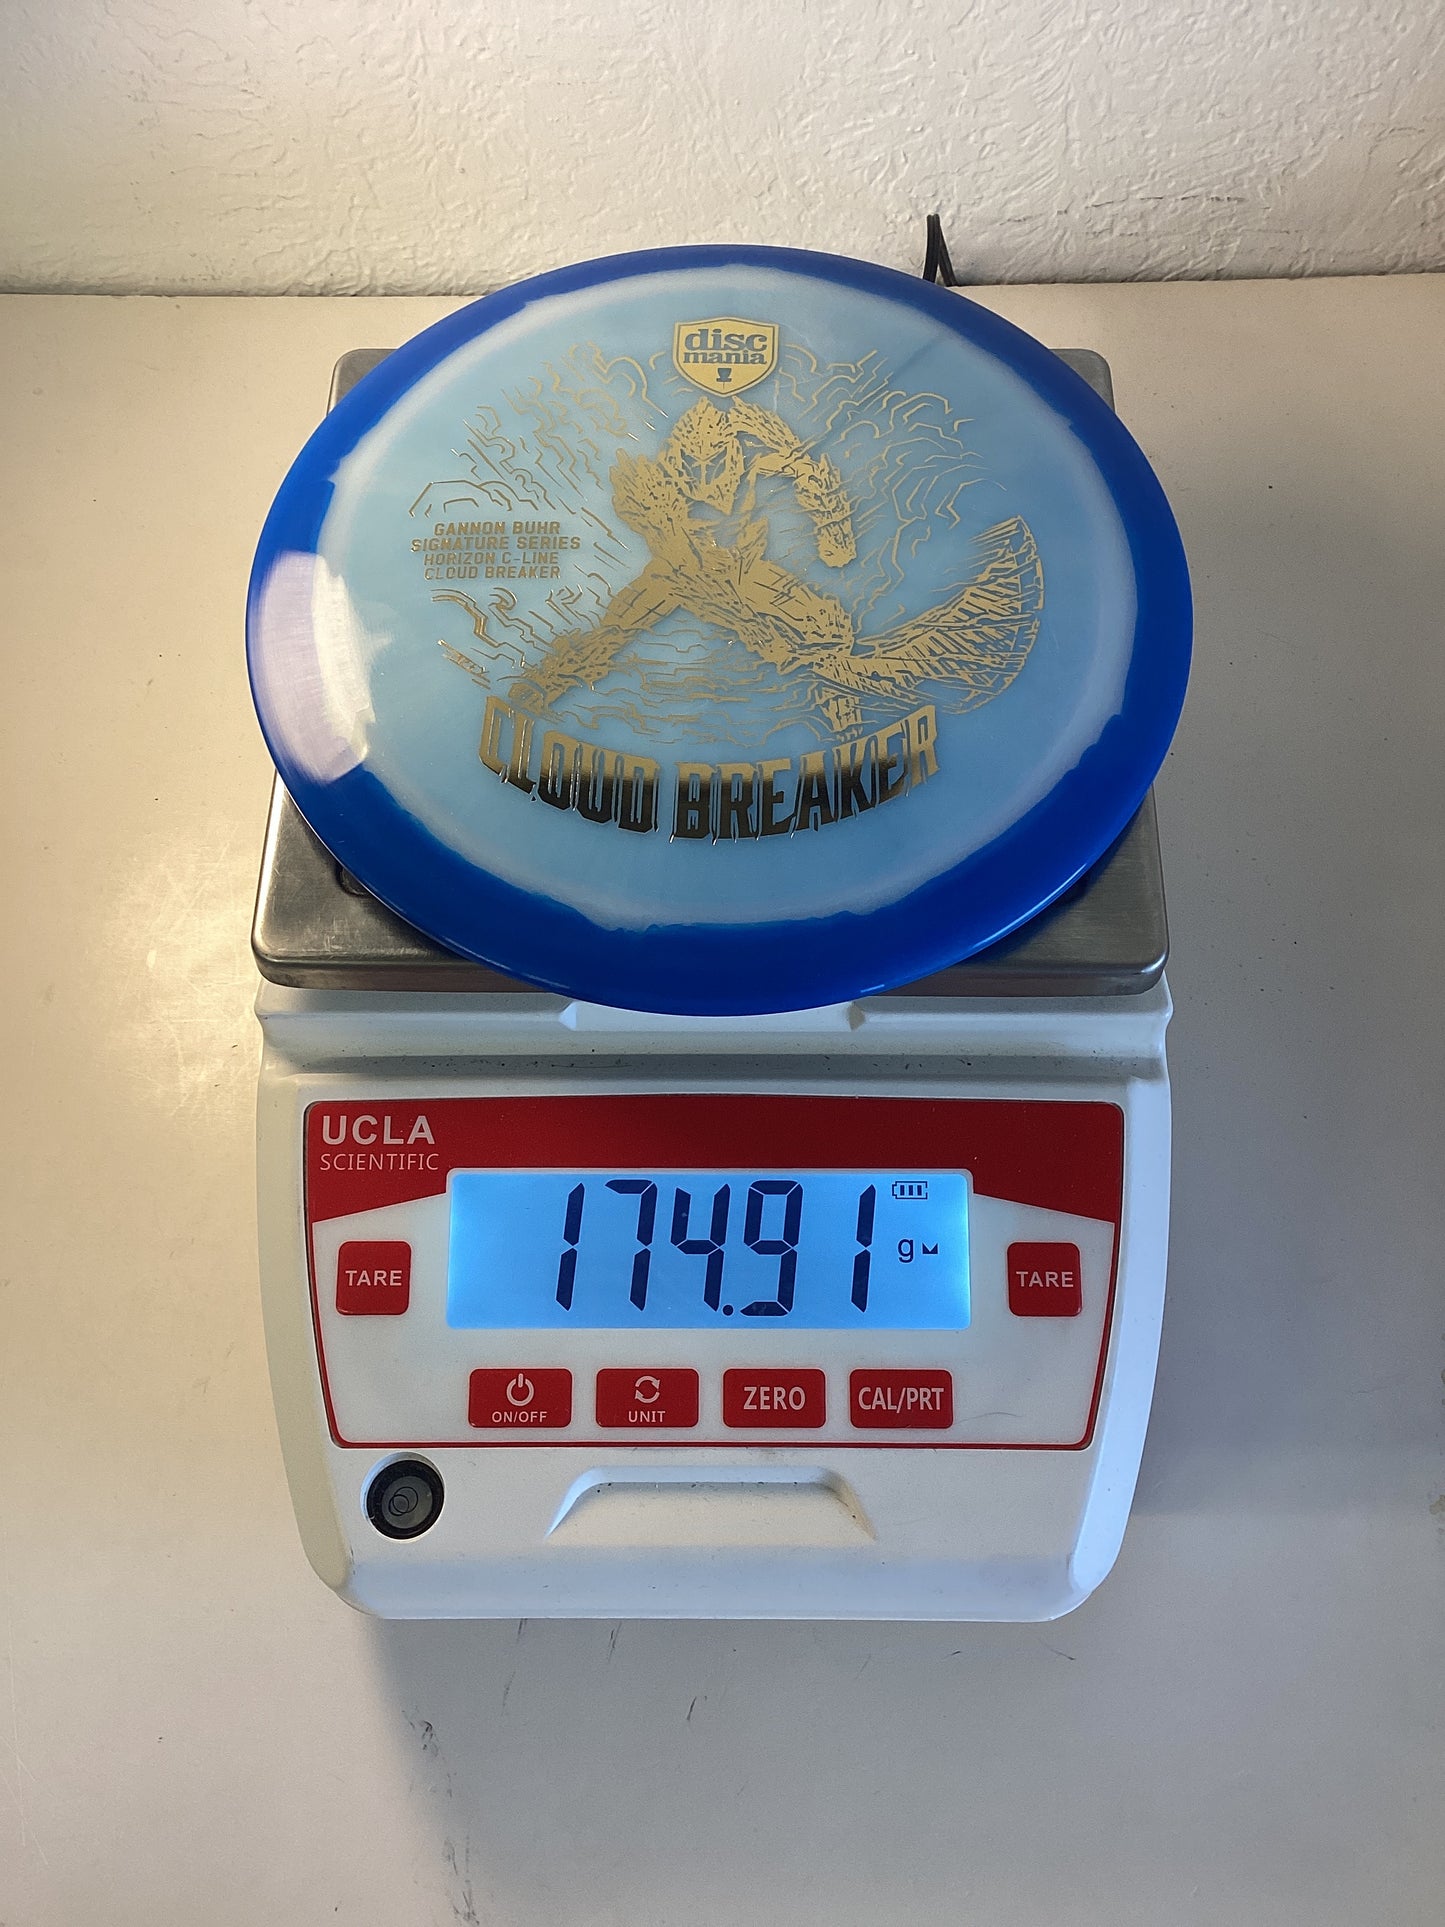 disc
mania
GANNON BUHR
SIGNATURE SERIES
HORIZON C-LINE
CLOUD BREAKER
CLOUD BREAKER
UCLA
SCIENTIFIC
174.91 g
TARE
TARE
ON/OFF
UNIT
ZERO
CAL/PRT